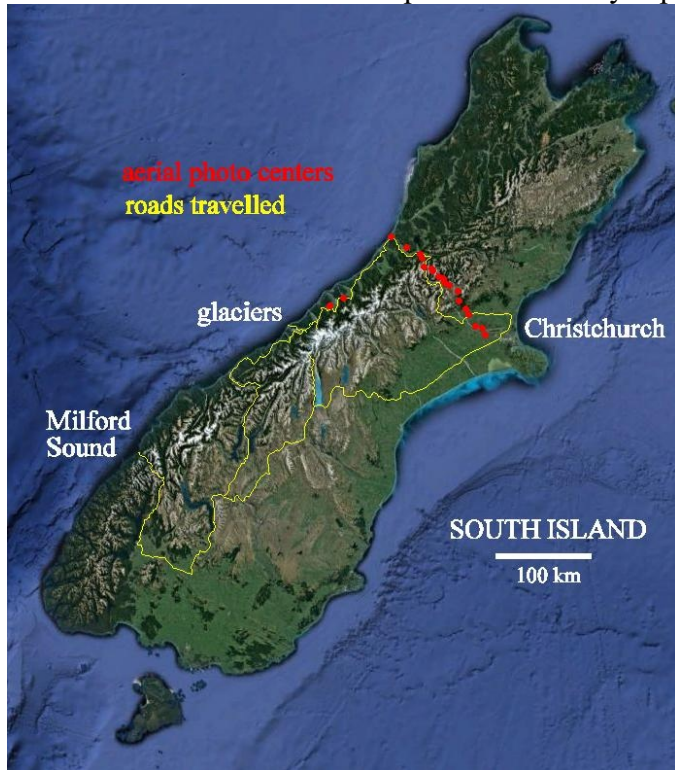 aerial photo centers
roads travelled
glaciers
Christchurch
Milford
Sound
SOUTH ISLAND
100 km